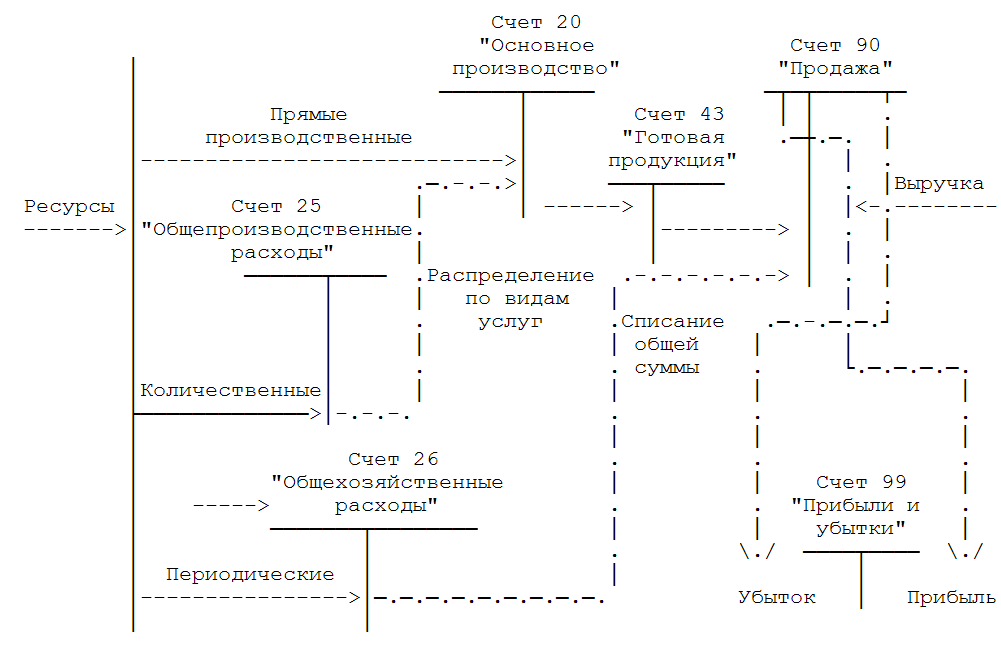 Счет 20
"Основное
производство"
Счет 90
"Продажа"
Прямые
производственные
Счет 43
"Готовая
продукция"
Выручка
Ресурсы
Счет 25
"Общепроизводственные
расходы"
Распределение
по видам
услуг
Списание
общей
суммы
Количественные
Счет 26
"Общехозяйственные
расходы"
Счет 99
"Прибыли и
убытки"
Периодические
Убыток
Прибыль